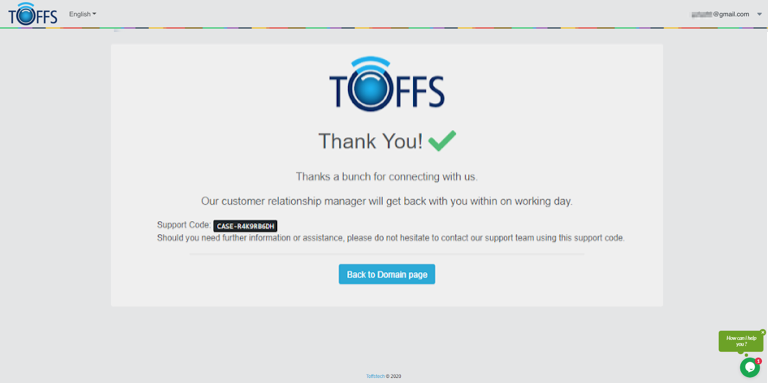 TOFFS
English
@gmail.com
TOFFS
Thank You!
Thanks a bunch for connecting with us.
Our customer relationship manager will get back with you within on working day.
Support Code: CASE-R4K9RB6DH
Should you need further information or assistance, please do not hesitate to contact our support team using this support code.
Back to Domain page
How can I help
you ?
1
© 2023